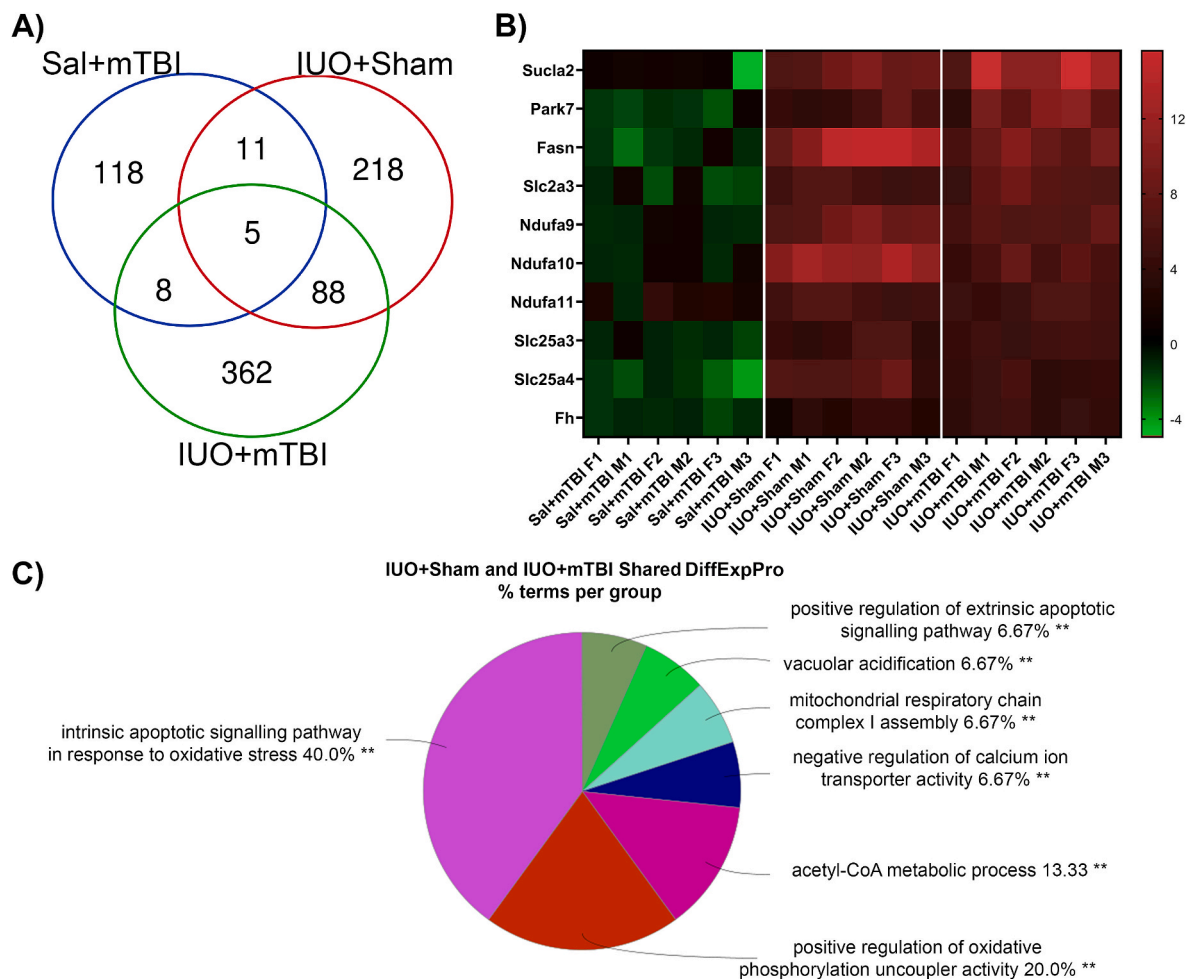 A)
Sal+mTBI
IUO+Sham
118
11
218
5
8
88
362
IUO+mTBI
B)
Sucla2
Park7
Fasn
Slc2a3
Ndufa9
Ndufa10
Ndufa11
Slc25a3
Slc25a4
Fh
Sal+mTBI F1
Sal+mTBI M1
Sal+mTBI F2
Sal+mTBI M2
Sal+mTBI F3
Sal+mTBI M3
IUO+Sham F1
IUO+Sham M1
IUO+Sham F2
IUO+Sham M2
IUO+Sham F3
IUO+Sham M3
IUO+mTBI F1
IUO+mTBI M1
IUO+mTBI F2
IUO+mTBI M2
IUO+mTBI F3
IUO+mTBI M3
12
8
4
0
-4
C)
IUO+Sham and IUO+mTBI Shared DiffExpPro
% terms per group
positive regulation of extrinsic apoptotic
signalling pathway 6.67% **
vacuolar acidification 6.67% **
mitochondrial respiratory chain
complex I assembly 6.67% **
negative regulation of calcium ion
transporter activity 6.67% **
acetyl-CoA metabolic process 13.33 **
positive regulation of oxidative
phosphorylation uncoupler activity 20.0% **
intrinsic apoptotic signalling pathway
in response to oxidative stress 40.0% **